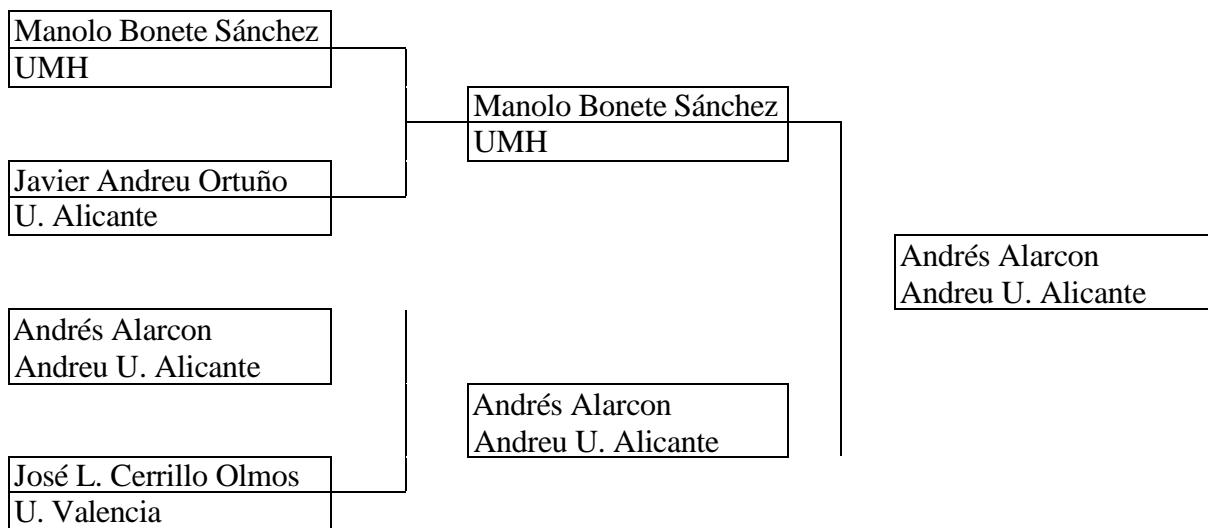 Manolo Bonete Sánchez
UMH
Javier Andreu Ortuño
U. Alicante
Andrés Alarcon
Andreu U. Alicante
José L. Cerrillo Olmos
U. Valencia
Manolo Bonete Sánchez
UMH
Andrés Alarcon
Andreu U. Alicante
Andrés Alarcon
Andreu U. Alicante